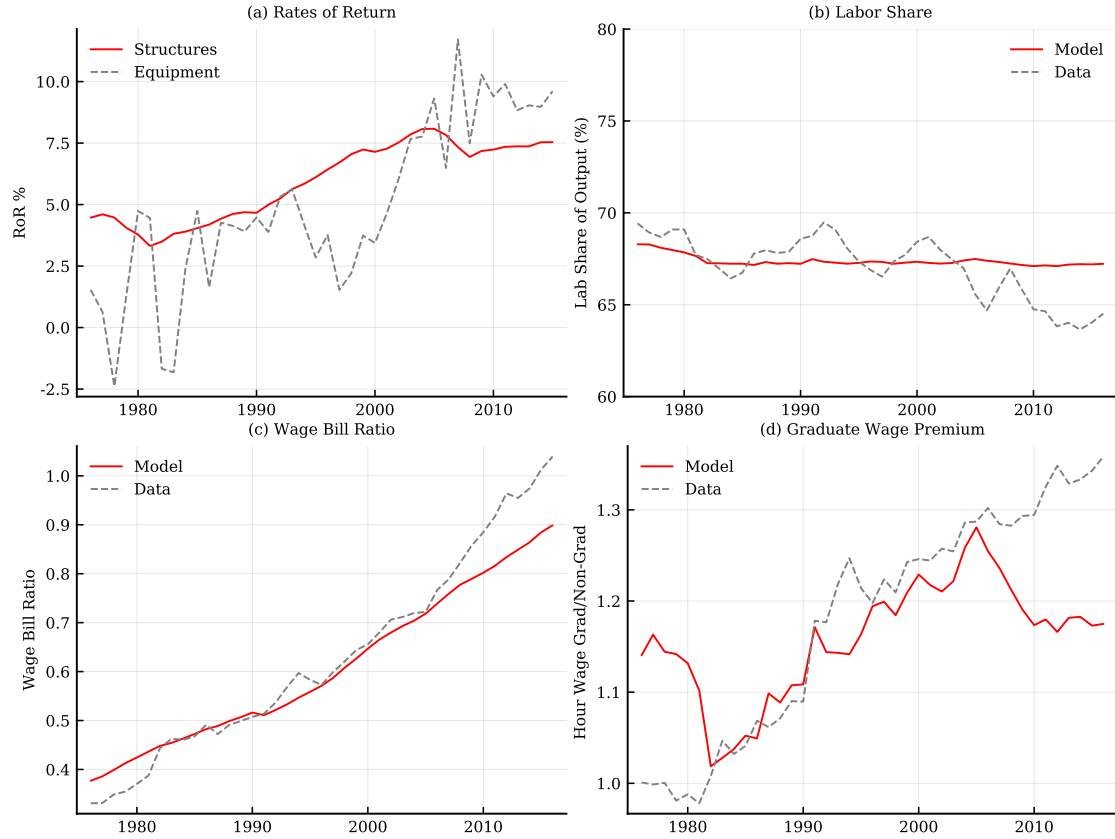 (a) Rates of Return
Structures
Equipment
RoR %
10.0
7.5
5.0
2.5
0.0
-2.5
1980
1990
2000
2010
(b) Labor Share
Model
Data
Lab Share of Output (%)
80
75
70
65
60
1980
1990
2000
2010
(c) Wage Bill Ratio
Model
Data
Wage Bill Ratio
1.0
0.9
0.8
0.7
0.6
0.5
0.4
1980
1990
2000
2010
(d) Graduate Wage Premium
Model
Data
Hour Wage Grad/Non-Grad
1.3
1.2
1.1
1.0
1980
1990
2000
2010